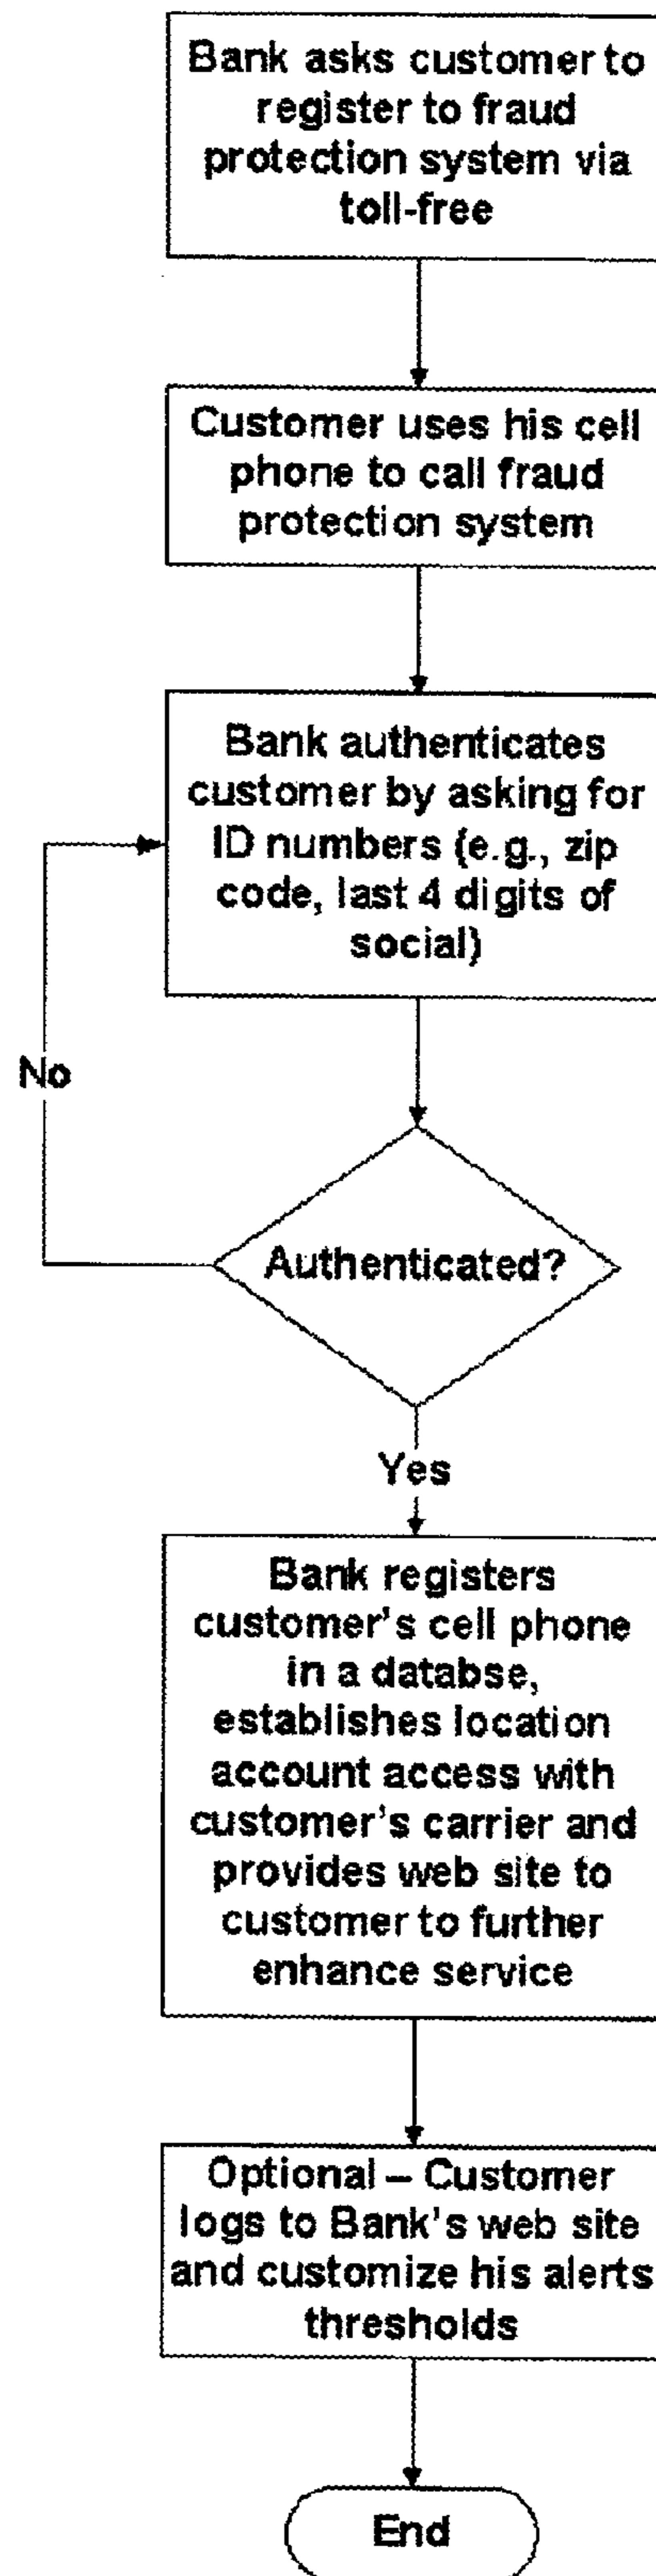 Bank asks customer to
register to fraud
protection system via
toll-free
Customer uses his cell
phone to call fraud
protection system
Bank authenticates
customer by asking for
ID numbers (e.g., zip
code, last 4 digits of
social)
No
Authenticated?
Yes
Bank registers
customer's cell phone
in a databse,
establishes location
account access with
customer's carrier and
provides web site to
customer to further
enhance service
Optional – Customer
logs to Bank's web site
and customize his alerts
thresholds
End